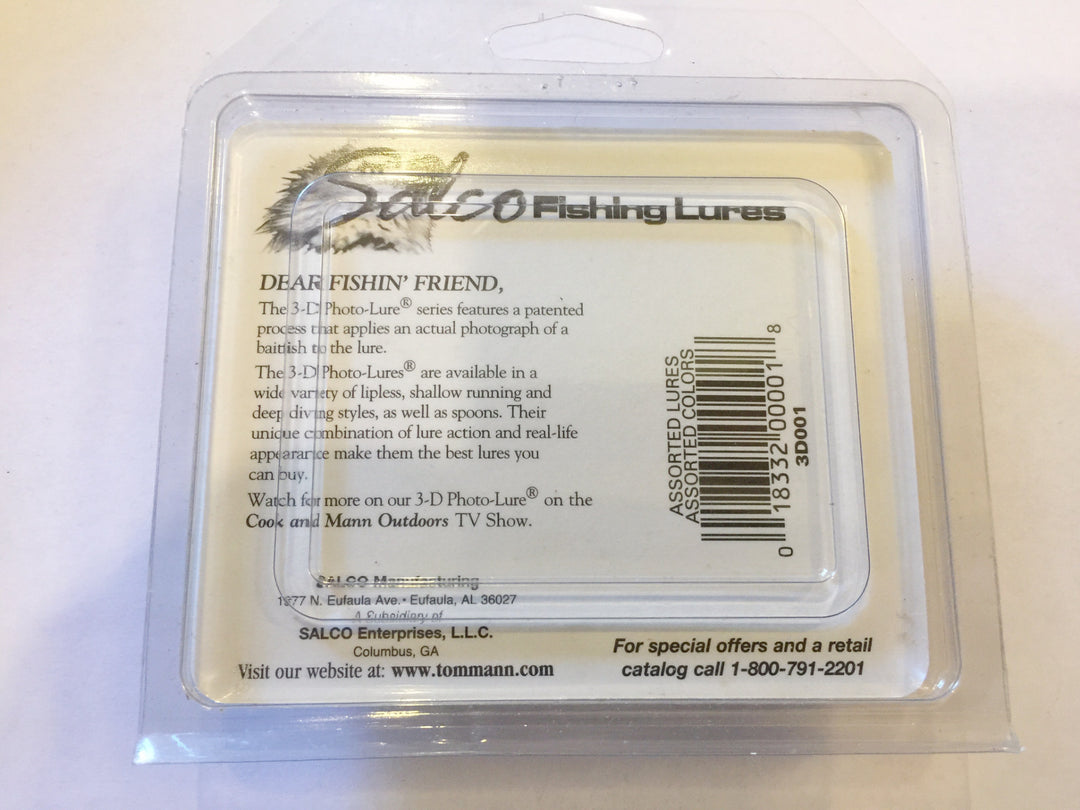 Salco Fishing Lures
DEAR FISHIN' FRIEND,
The 3-D Photo-Lure® series features a patented
process that applies an actual photograph of a
baitfish to the lure.
The 3-D Photo-Lures® are available in a
wide variety of lipless, shallow running and
deep diving styles, as well as spoons. Their
unique combination of lure action and real-life
appearance make them the best lures you
can buy.
Watch for more on our 3-D Photo-Lure® on the
Cook and Mann Outdoors TV Show.
SALCO Manufacturing
1977 N. Eufaula Ave. • Eufaula, AL 36027
A Subsidiary of
SALCO Enterprises, L.L.C.
Columbus, GA
Visit our website at: www.tommann.com
ASSORTED LURES
ASSORTED COLORS
0 18332 00001 8
3D001
For special offers and a retail
catalog call 1-800-791-2201